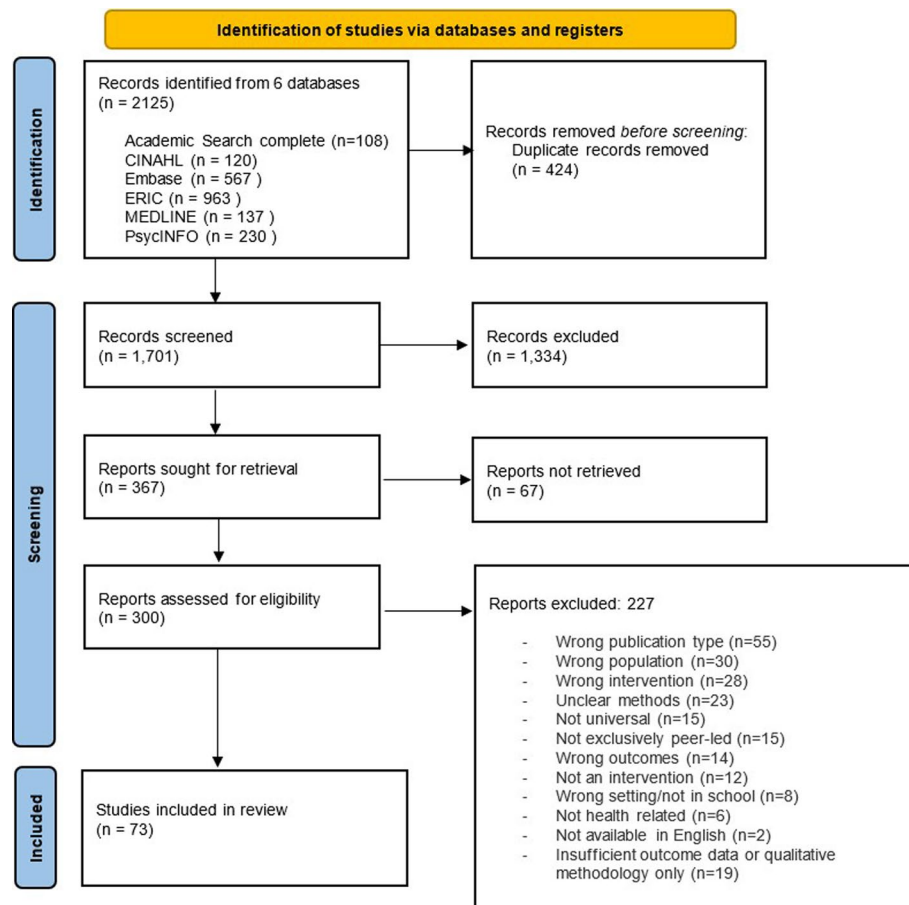 Identification of studies via databases and registers
Identification
Records identified from 6 databases
(n = 2125)
Academic Search complete (n=108)
CINAHL (n = 120)
Embase (n = 567 )
ERIC (n = 963 )
MEDLINE (n = 137 )
PsycINFO (n = 230 )
Records removed before screening:
Duplicate records removed
(n = 424)
Screening
Records screened
(n = 1,701)
Records excluded
(n = 1,334)
Reports sought for retrieval
(n = 367)
Reports not retrieved
(n = 67)
Reports assessed for eligibility
(n = 300)
Reports excluded: 227
- Wrong publication type (n=55)
- Wrong population (n=30)
- Wrong intervention (n=28)
- Unclear methods (n=23)
- Not universal (n=15)
- Not exclusively peer-led (n=15)
- Wrong outcomes (n=14)
- Not an intervention (n=12)
- Wrong setting/not in school (n=8)
- Not health related (n=6)
- Not available in English (n=2)
- Insufficient outcome data or qualitative
methodology only (n=19)
Included
Studies included in review
(n = 73)